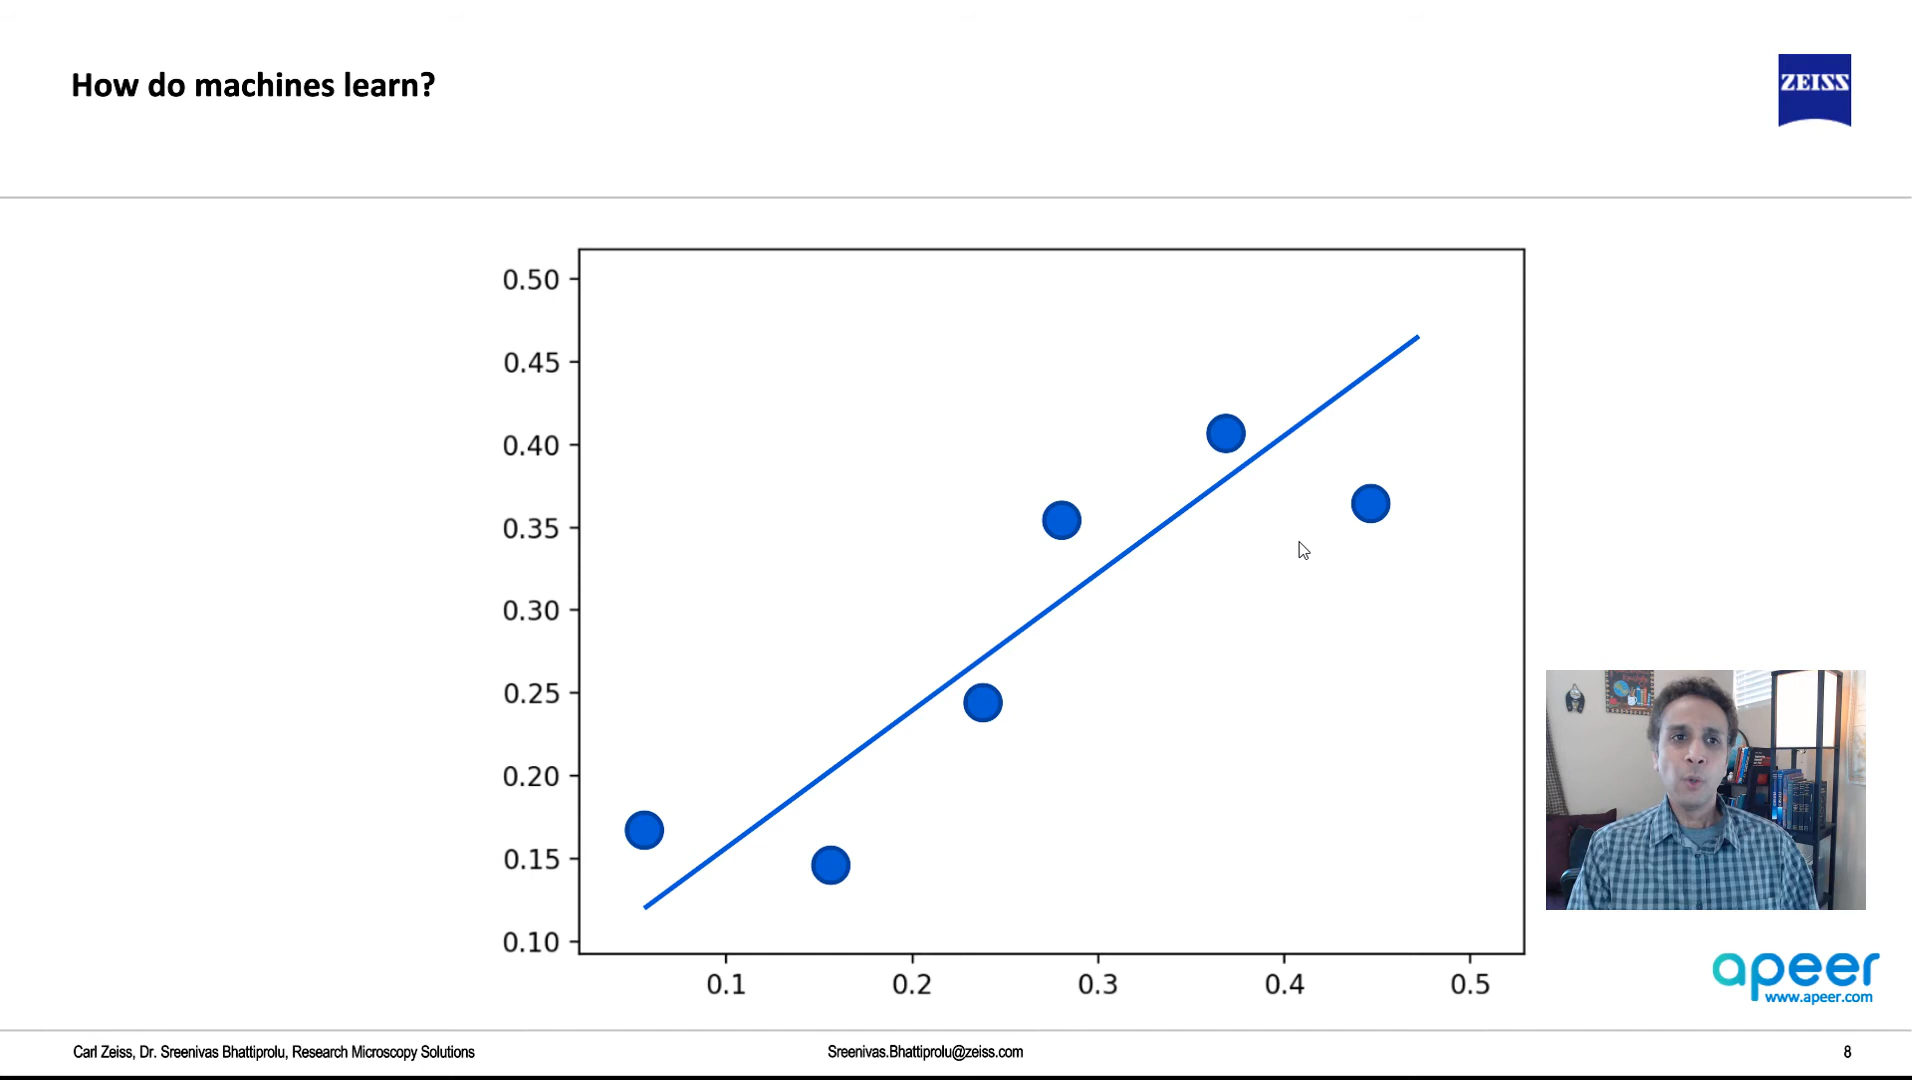 How do machines learn?
ZEISS
0.50
0.45
0.40
0.35
0.30
0.25
0.20
0.15
0.10
0.1 0.2 0.3 0.4 0.5
apeer
www.apeer.com
Carl Zeiss, Dr. Sreenivas Bhattiprolu, Research Microscopy Solutions Sreenivas.Bhattiprolu@zeiss.com 8